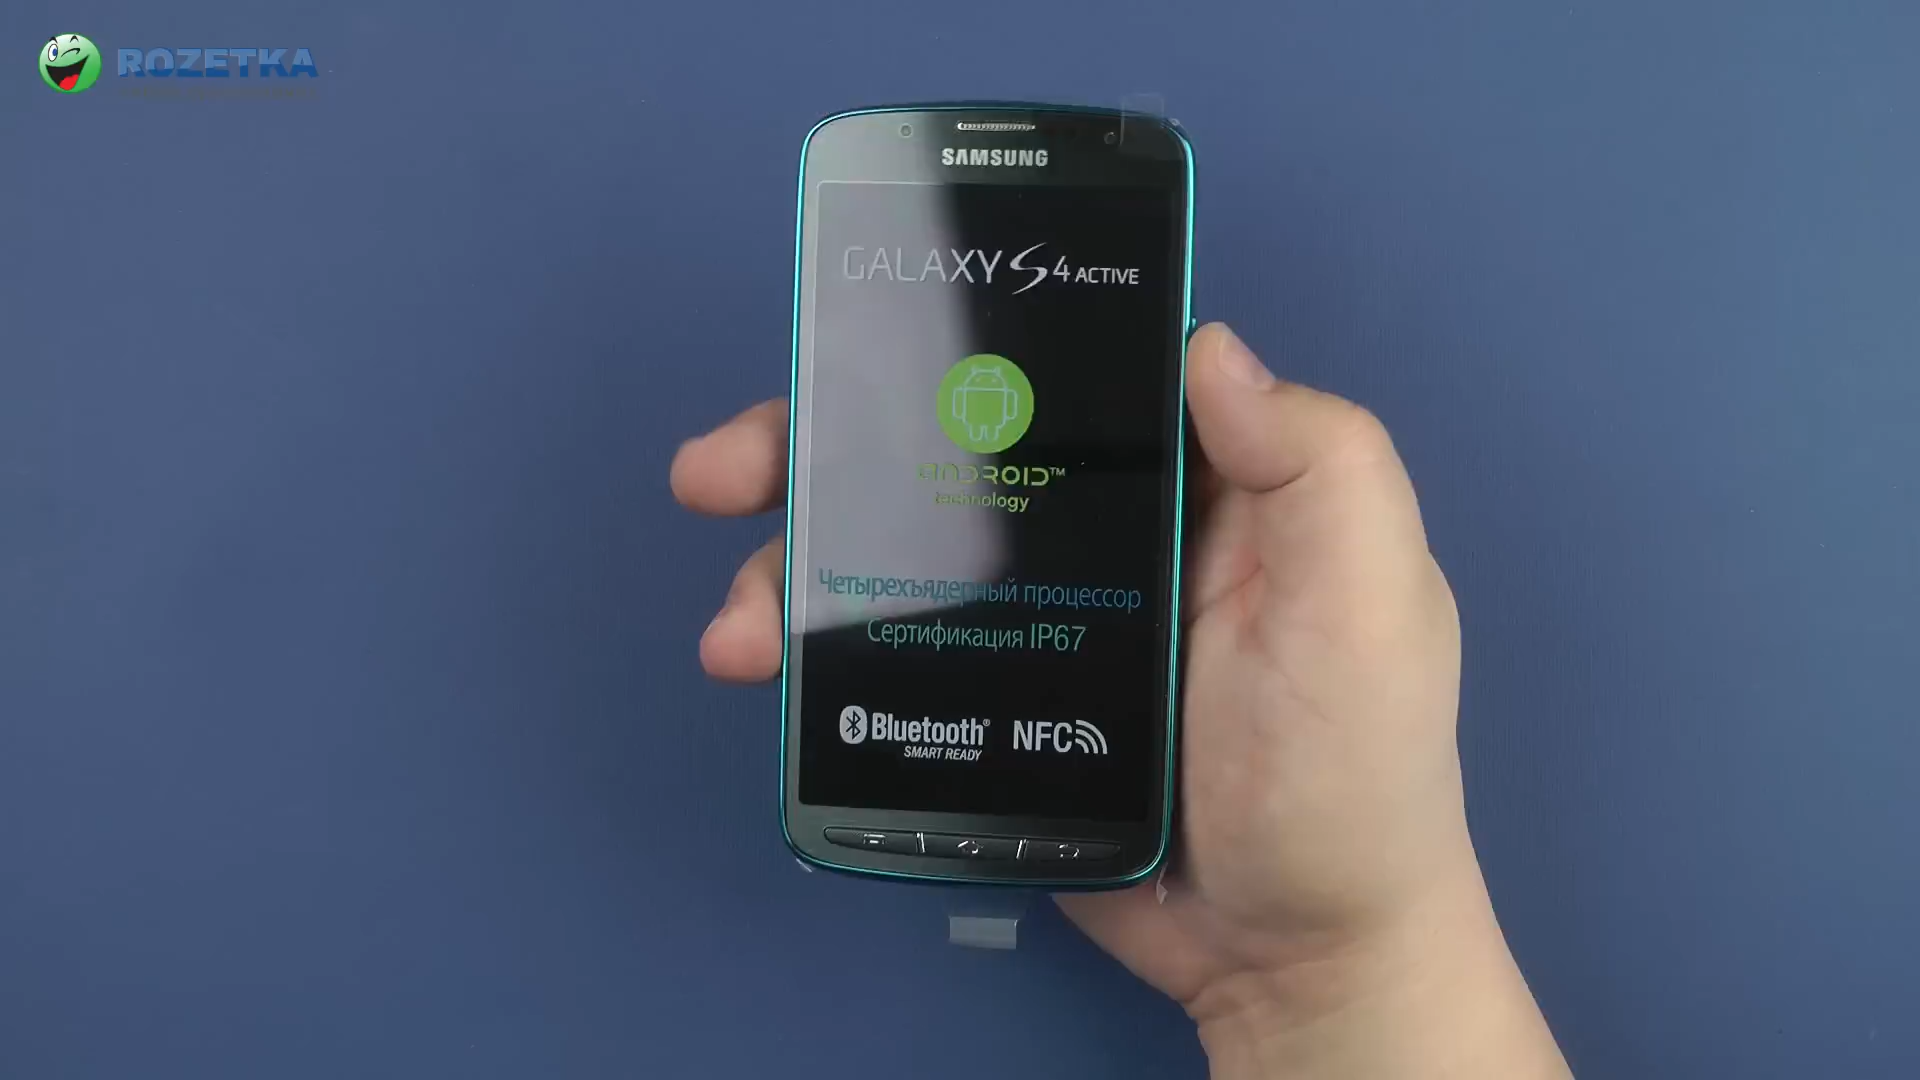 ROZETKA
SAMSUNG
GALAXY S4 ACTIVE
ANDROID™
technology
Четырехъядерный процессор
Сертификация IP67
Bluetooth®
SMART READY
NFC